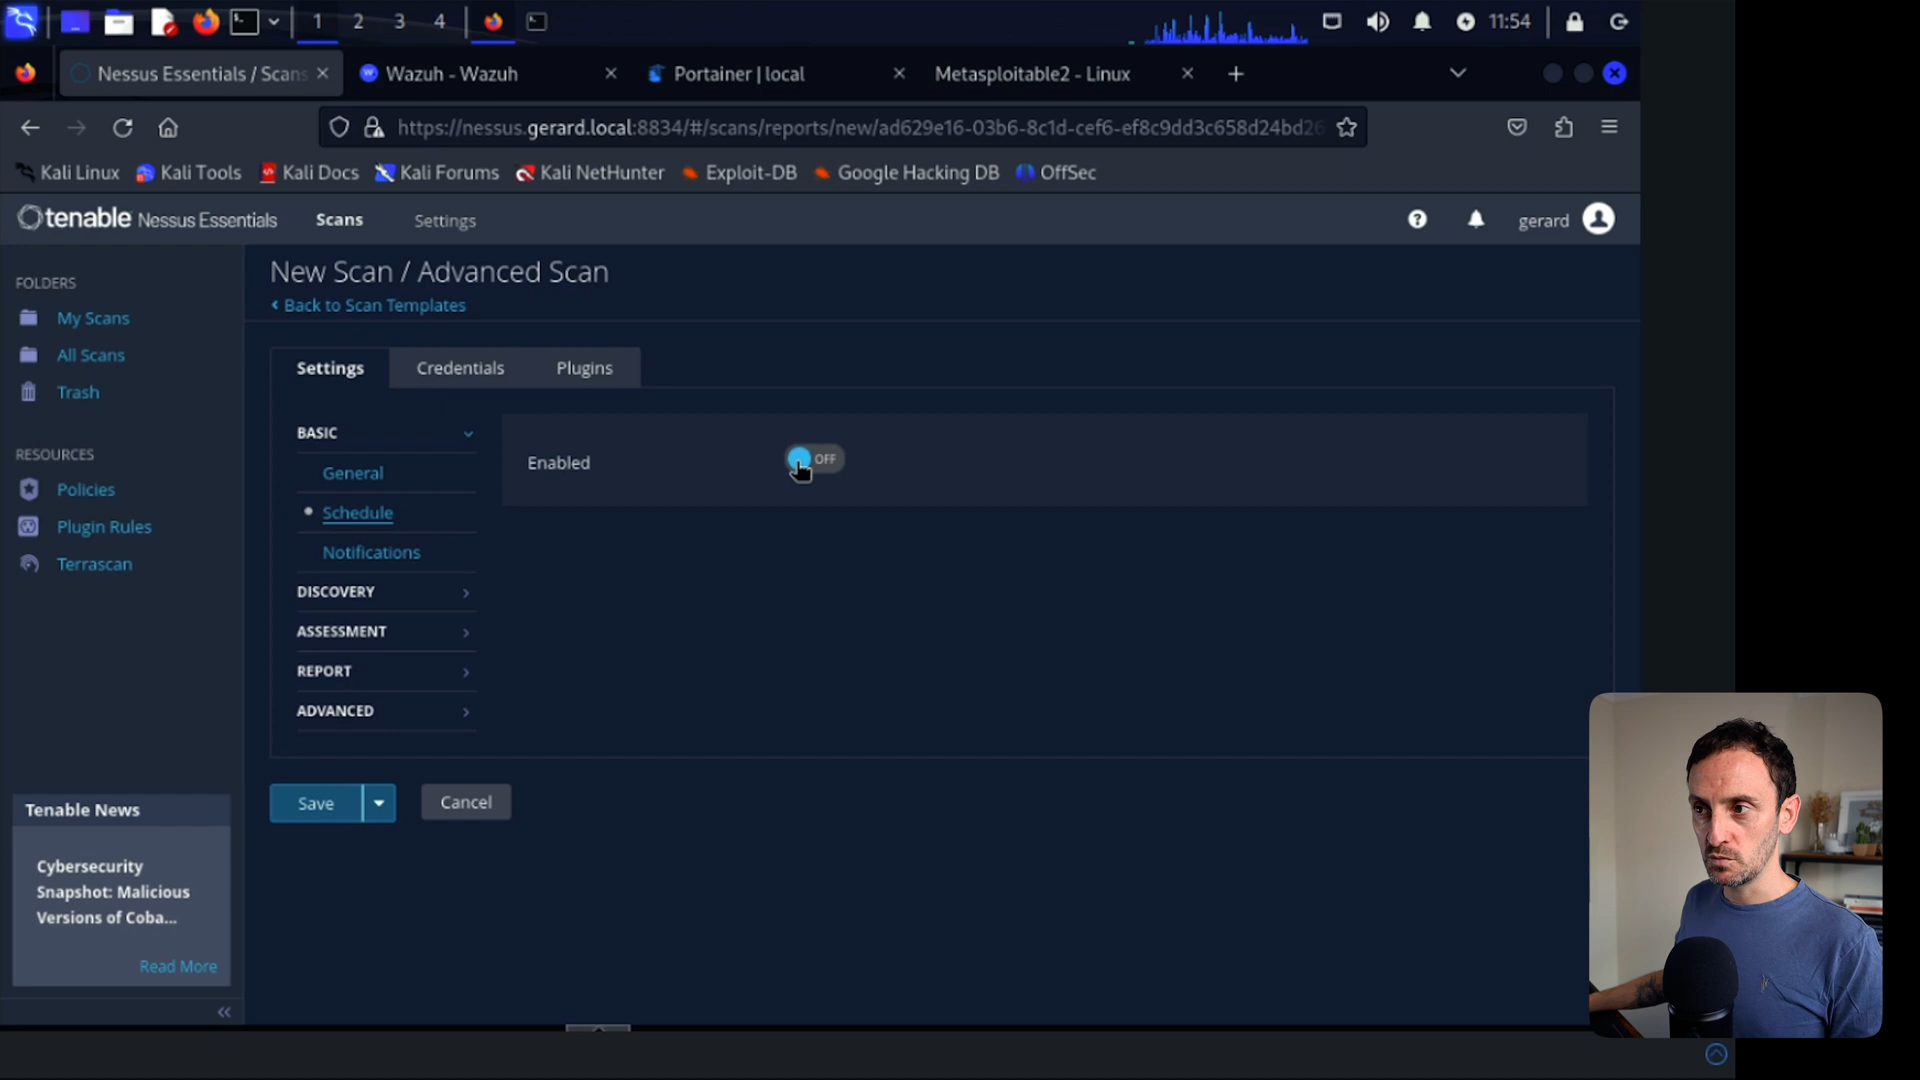 1
2
3
4
11:54
Nessus Essentials / Scans
Wazuh - Wazuh
Portainer | local
Metasploitable2 - Linux
https://nessus.gerard.local:8834/#/scans/reports/new/ad629e16-03b6-8c1d-cef6-ef8c9dd3c658d24bd26
Kali Linux
Kali Tools
Kali Docs
Kali Forums
Kali NetHunter
Exploit-DB
Google Hacking DB
OffSec
tenable Nessus Essentials
Scans
Settings
gerard
FOLDERS
My Scans
All Scans
Trash
RESOURCES
Policies
Plugin Rules
Terrascan
New Scan / Advanced Scan
Back to Scan Templates
Settings
Credentials
Plugins
BASIC
General
Schedule
Notifications
DISCOVERY
ASSESSMENT
REPORT
ADVANCED
Enabled
OFF
Save
Cancel
Tenable News
Cybersecurity
Snapshot: Malicious
Versions of Coba...
Read More